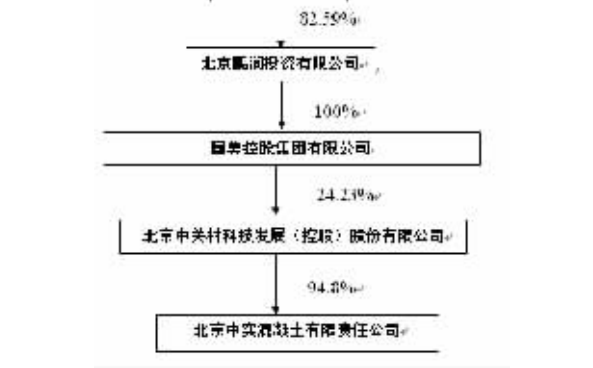 82.59%
北京鹏润投资有限公司
100%
国美控股集团有限公司
24.23%
北京中关村科技发展（控股）股份有限公司
94.8%
北京中实混凝土有限责任公司